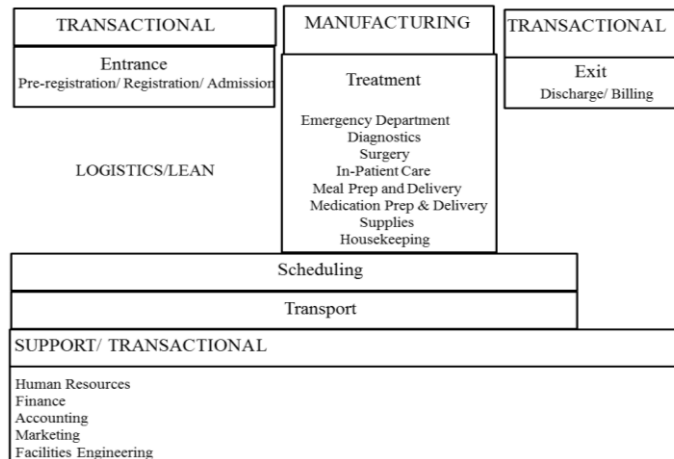 TRANSACTIONAL
Entrance
Pre-registration/ Registration/ Admission
LOGISTICS/LEAN
MANUFACTURING
Treatment
Emergency Department
Diagnostics
Surgery
In-Patient Care
Meal Prep and Delivery
Medication Prep & Delivery
Supplies
Housekeeping
TRANSACTIONAL
Exit
Discharge/ Billing
Scheduling
Transport
SUPPORT/ TRANSACTIONAL
Human Resources
Finance
Accounting
Marketing
Facilities Engineering